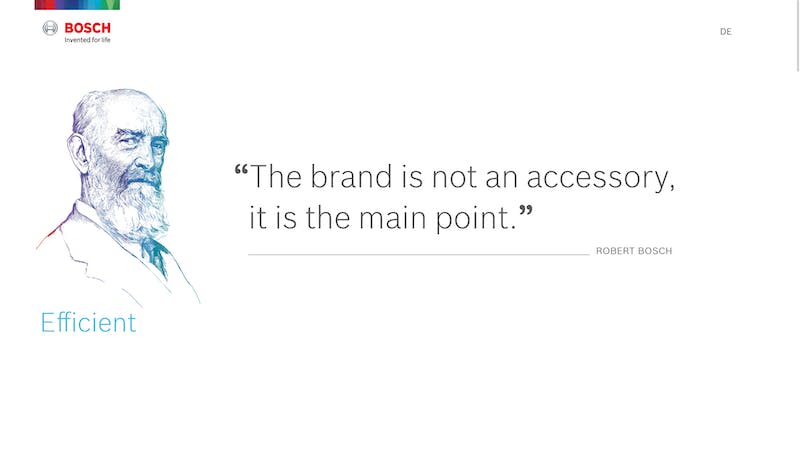 BOSCH
Invented for life
DE
“The brand is not an accessory,
it is the main point.”
ROBERT BOSCH
Efficient